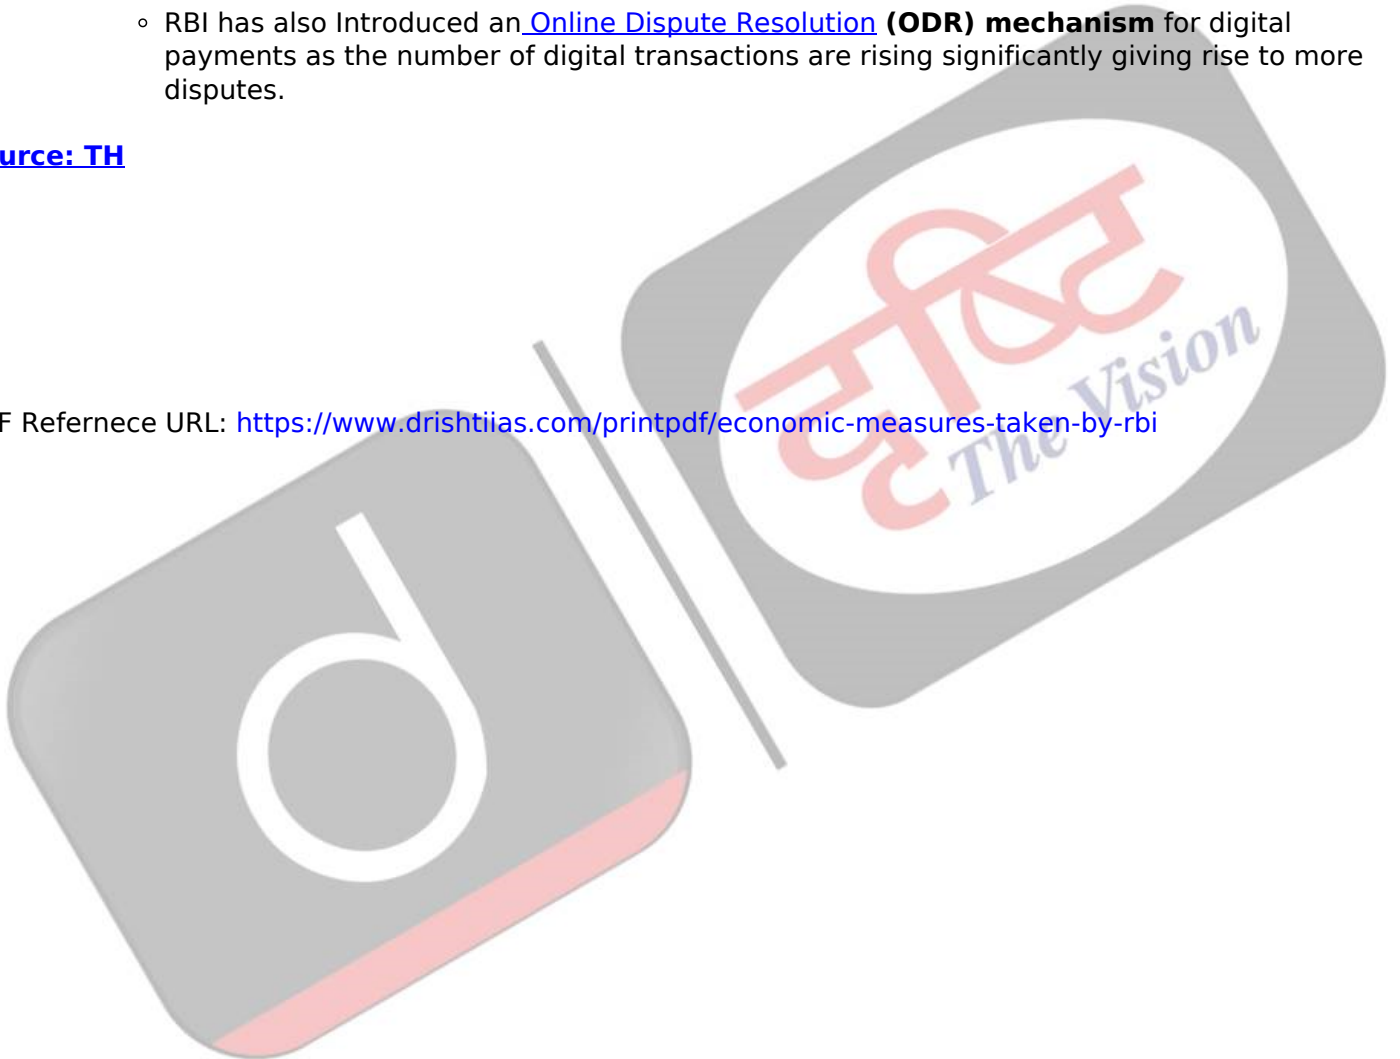 ◦ RBI has also Introduced an Online Dispute Resolution (ODR) mechanism for digital
payments as the number of digital transactions are rising significantly giving rise to more
disputes.
urce: TH
दृष्टि
The Vision
F Refernece URL: https://www.drishtiias.com/printpdf/economic-measures-taken-by-rbi
d